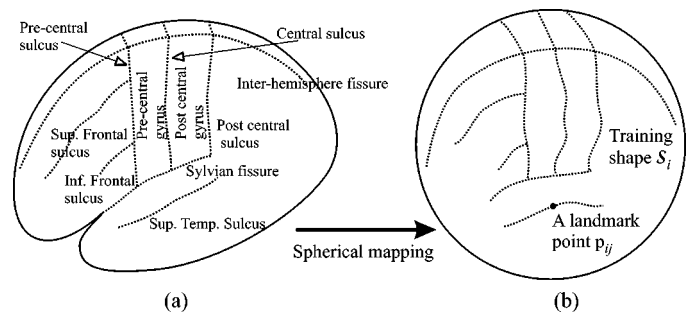 Pre-central
sulcus
Central sulcus
Inter-hemisphere fissure
Pre-central
gyrus
Post central
gyrus
Sup. Frontal
sulcus
Post central
sulcus
Inf. Frontal
sulcus
Sylvian fissure
Sup. Temp. Sulcus
Spherical mapping
Training
shape S_i
A landmark
point p_ij
(a)
(b)